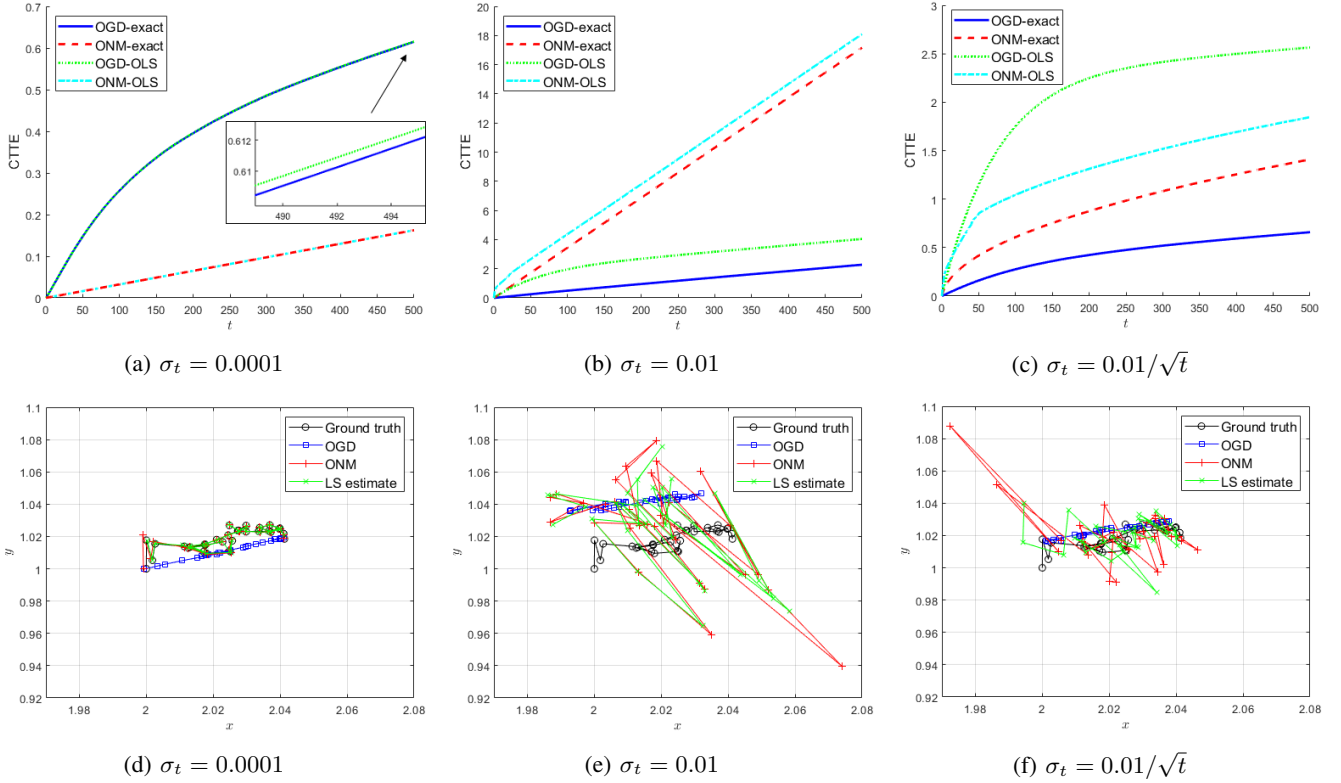 OGD-exact
ONM-exact
OGD-OLS
ONM-OLS
0.7
0.6
0.5
0.4
0.3
0.2
0.1
0
CTTE
0.612
0.61
490 492 494
0 50 100 150 200 250 300 350 400 450 500
t
(a) σt = 0.0001
OGD-exact
ONM-exact
OGD-OLS
ONM-OLS
20
18
16
14
12
10
8
6
4
2
0
CTTE
0 50 100 150 200 250 300 350 400 450 500
t
(b) σt = 0.01
OGD-exact
ONM-exact
OGD-OLS
ONM-OLS
3
2.5
2
1.5
1
0.5
0
CTTE
0 50 100 150 200 250 300 350 400 450 500
t
(c) σt = 0.01/√t
Ground truth
OGD
ONM
LS estimate
1.1
1.08
1.06
1.04
1.02
1
0.98
0.96
0.94
0.92
y
1.98 2 2.02 2.04 2.06 2.08
x
(d) σt = 0.0001
Ground truth
OGD
ONM
LS estimate
1.1
1.08
1.06
1.04
1.02
1
0.98
0.96
0.94
0.92
y
1.98 2 2.02 2.04 2.06 2.08
x
(e) σt = 0.01
Ground truth
OGD
ONM
LS estimate
1.1
1.08
1.06
1.04
1.02
1
0.98
0.96
0.94
0.92
y
1.98 2 2.02 2.04 2.06 2.08
x
(f) σt = 0.01/√t